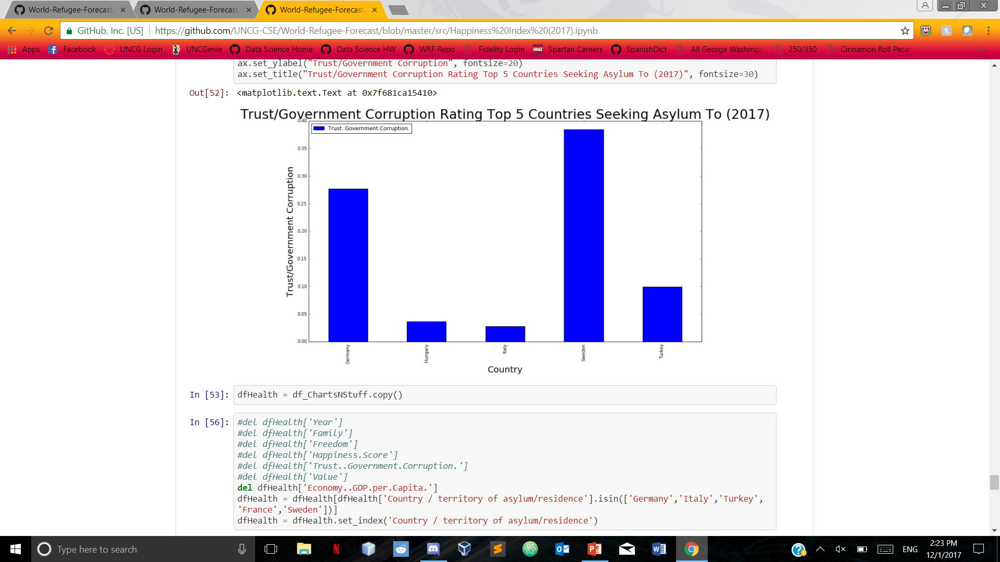 World-Refugee-Forecast
World-Refugee-Forecast
World-Refugee-Forecast
GitHub, Inc. [US]
https://github.com/UNCG-CSE/World-Refugee-Forecast/blob/master/src/Happiness%20Index%20(2017).ipynb
Apps Facebook UNCG Login UNCGenie Data Science Home Data Science HW WRF Repo Fidelity Login BB&T Spartan Careers SpanishDict All George Washingt 250/350 Cinnamon Roll Pecan
ax.set_ylabel("Trust/Government Corruption", fontsize=20)
ax.set_title("Trust/Government Corruption Rating Top 5 Countries Seeking Asylum To (2017)", fontsize=30)
Out[52]: <matplotlib.text.Text at 0x7f681ca15410>
Trust/Government Corruption Rating Top 5 Countries Seeking Asylum To (2017)
Trust..Government.Corruption.
0.40
0.35
0.30
0.25
0.20
0.15
0.10
0.05
0.00
Trust/Government Corruption
Germany
Hungary
Italy
Sweden
Turkey
Country
In [53]: dfHealth = df_ChartsNStuff.copy()
In [56]: #del dfHealth['Year']
#del dfHealth['Family']
#del dfHealth['Freedom']
#del dfHealth['Happiness.Score']
#del dfHealth['Trust..Government.Corruption.']
#del dfHealth['Value']
del dfHealth['Economy..GDP.per.Capita.']
dfHealth = dfHealth[dfHealth['Country / territory of asylum/residence'].isin(['Germany','Italy','Turkey',
'France','Sweden'])]
dfHealth = dfHealth.set_index('Country / territory of asylum/residence')
Type here to search
ENG
2:23 PM
12/1/2017